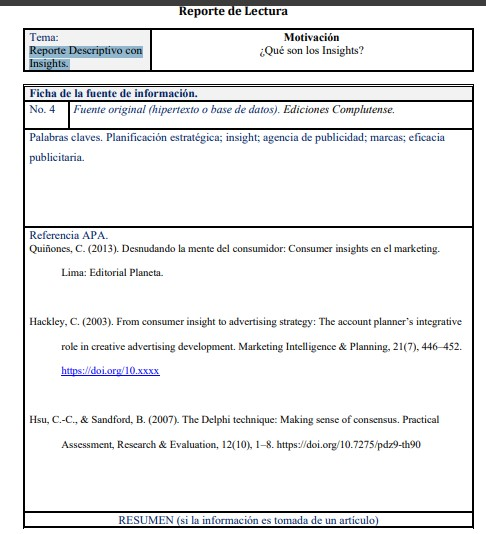 Reporte de Lectura
Tema:
Reporte Descriptivo con
Insights.
Motivación
¿Qué son los Insights?
Ficha de la fuente de información.
No. 4
Fuente original (hipertexto o base de datos). Ediciones Complutense.
Palabras claves. Planificación estratégica; insight; agencia de publicidad; marcas; eficacia
publicitaria.
Referencia APA.
Quiñones, C. (2013). Desnudando la mente del consumidor: Consumer insights en el marketing.
Lima: Editorial Planeta.
Hackley, C. (2003). From consumer insight to advertising strategy: The account planner’s integrative
role in creative advertising development. Marketing Intelligence & Planning, 21(7), 446–452.
https://doi.org/10.xxxx
Hsu, C.-C., & Sandford, B. (2007). The Delphi technique: Making sense of consensus. Practical
Assessment, Research & Evaluation, 12(10), 1–8. https://doi.org/10.7275/pdz9-th90
RESUMEN (si la información es tomada de un artículo)